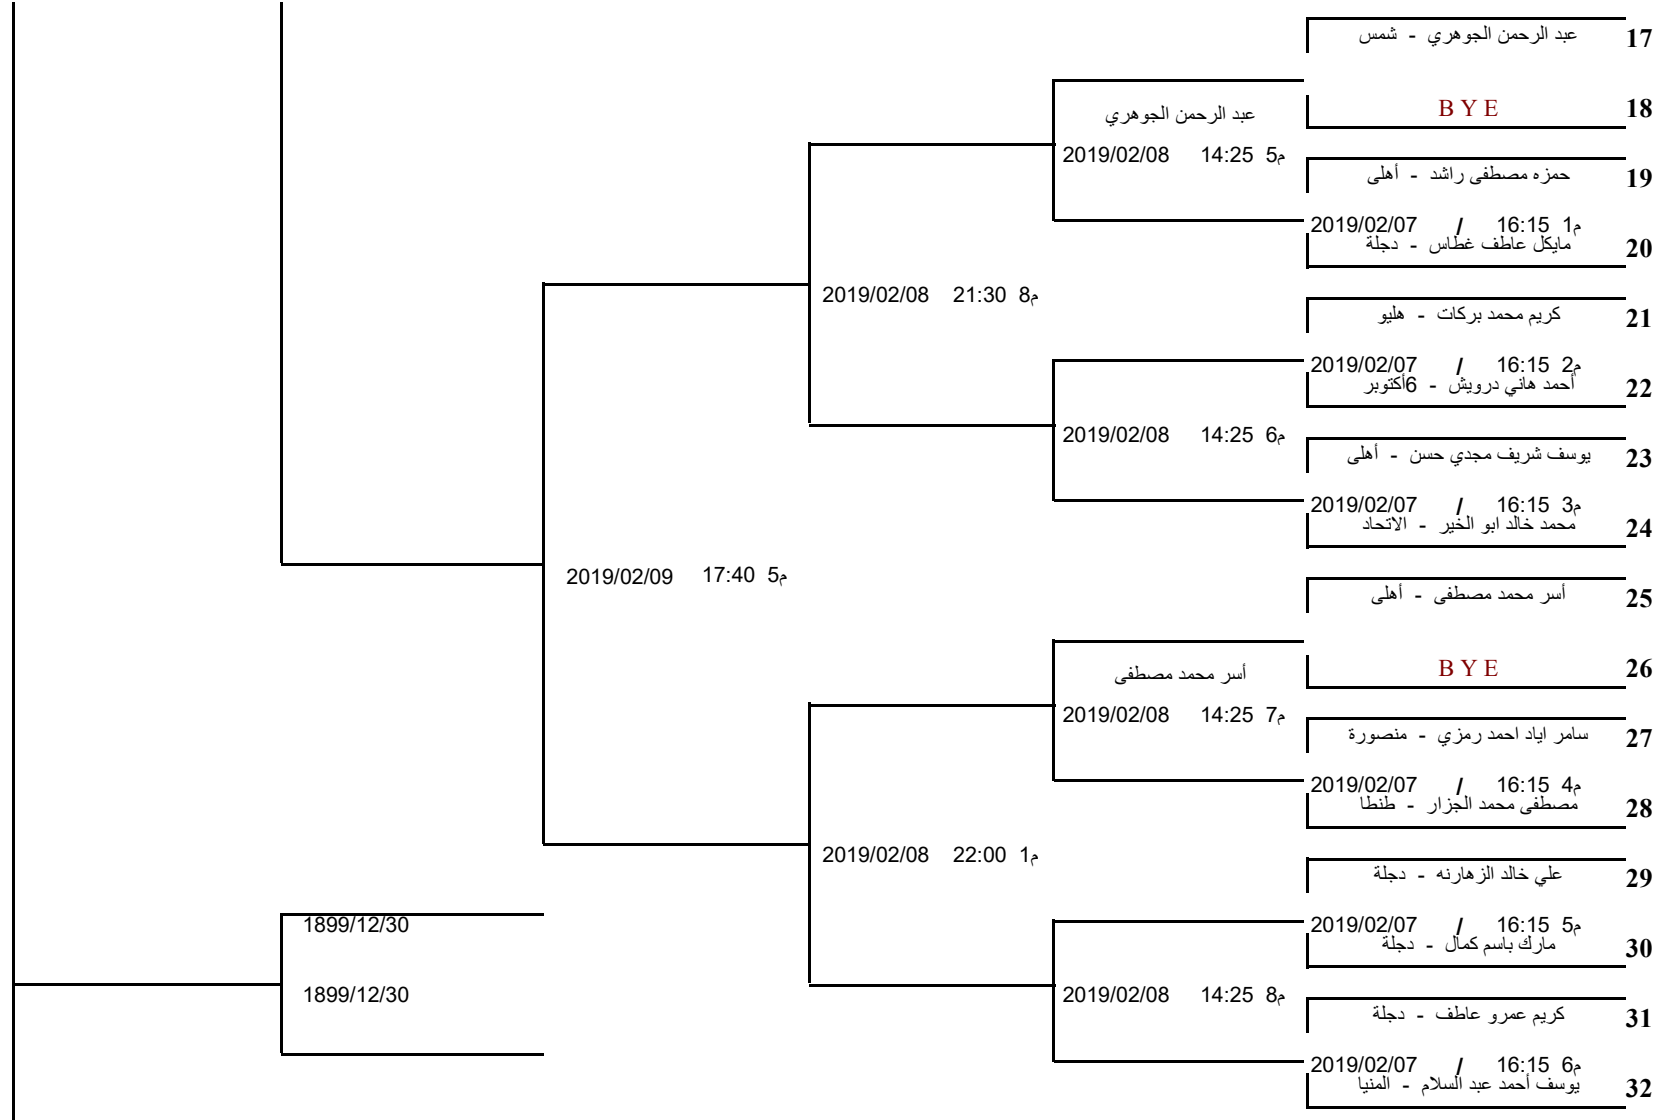 17 عبد الرحمن الجوهري - شمس
18 B Y E
عبد الرحمن الجوهري
2019/02/08 14:25 م5
19 حمزه مصطفى راشد - أهلى
2019/02/07 / 16:15 م1
20 مايكل عاطف غطاس - دجلة
2019/02/08 21:30 م8
21 كريم محمد بركات - هليو
2019/02/07 / 16:15 م2
22 أحمد هاني درويش - 6أكتوبر
2019/02/08 14:25 م6
23 يوسف شريف مجدي حسن - أهلى
2019/02/07 / 16:15 م3
24 محمد خالد ابو الخير - الاتحاد
2019/02/09 17:40 م5
25 أسر محمد مصطفى - أهلى
26 B Y E
أسر محمد مصطفى
2019/02/08 14:25 م7
27 سامر اياد احمد رمزي - منصورة
2019/02/07 / 16:15 م4
28 مصطفى محمد الجزار - طنطا
2019/02/08 22:00 م1
29 علي خالد الزهارنه - دجلة
2019/02/07 / 16:15 م5
1899/12/30
30 مارك باسم كمال - دجلة
2019/02/08 14:25 م8
1899/12/30
31 كريم عمرو عاطف - دجلة
2019/02/07 / 16:15 م6
32 يوسف أحمد عبد السلام - المنيا